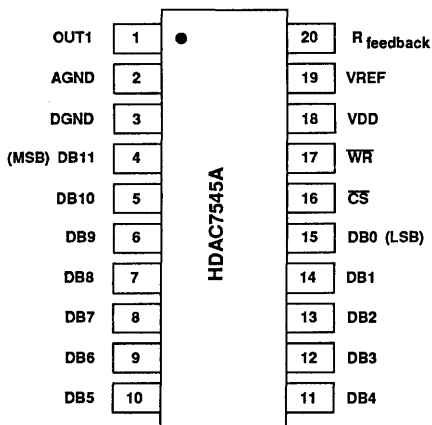 OUT1 1 20 R feedback
AGND 2 19 VREF
DGND 3 18 VDD
(MSB) DB11 4 17 W̅R̅
DB10 5 16 C̅S̅
DB9 6 15 DB0 (LSB)
DB8 7 14 DB1
DB7 8 13 DB2
DB6 9 12 DB3
DB5 10 11 DB4
HDAC7545A